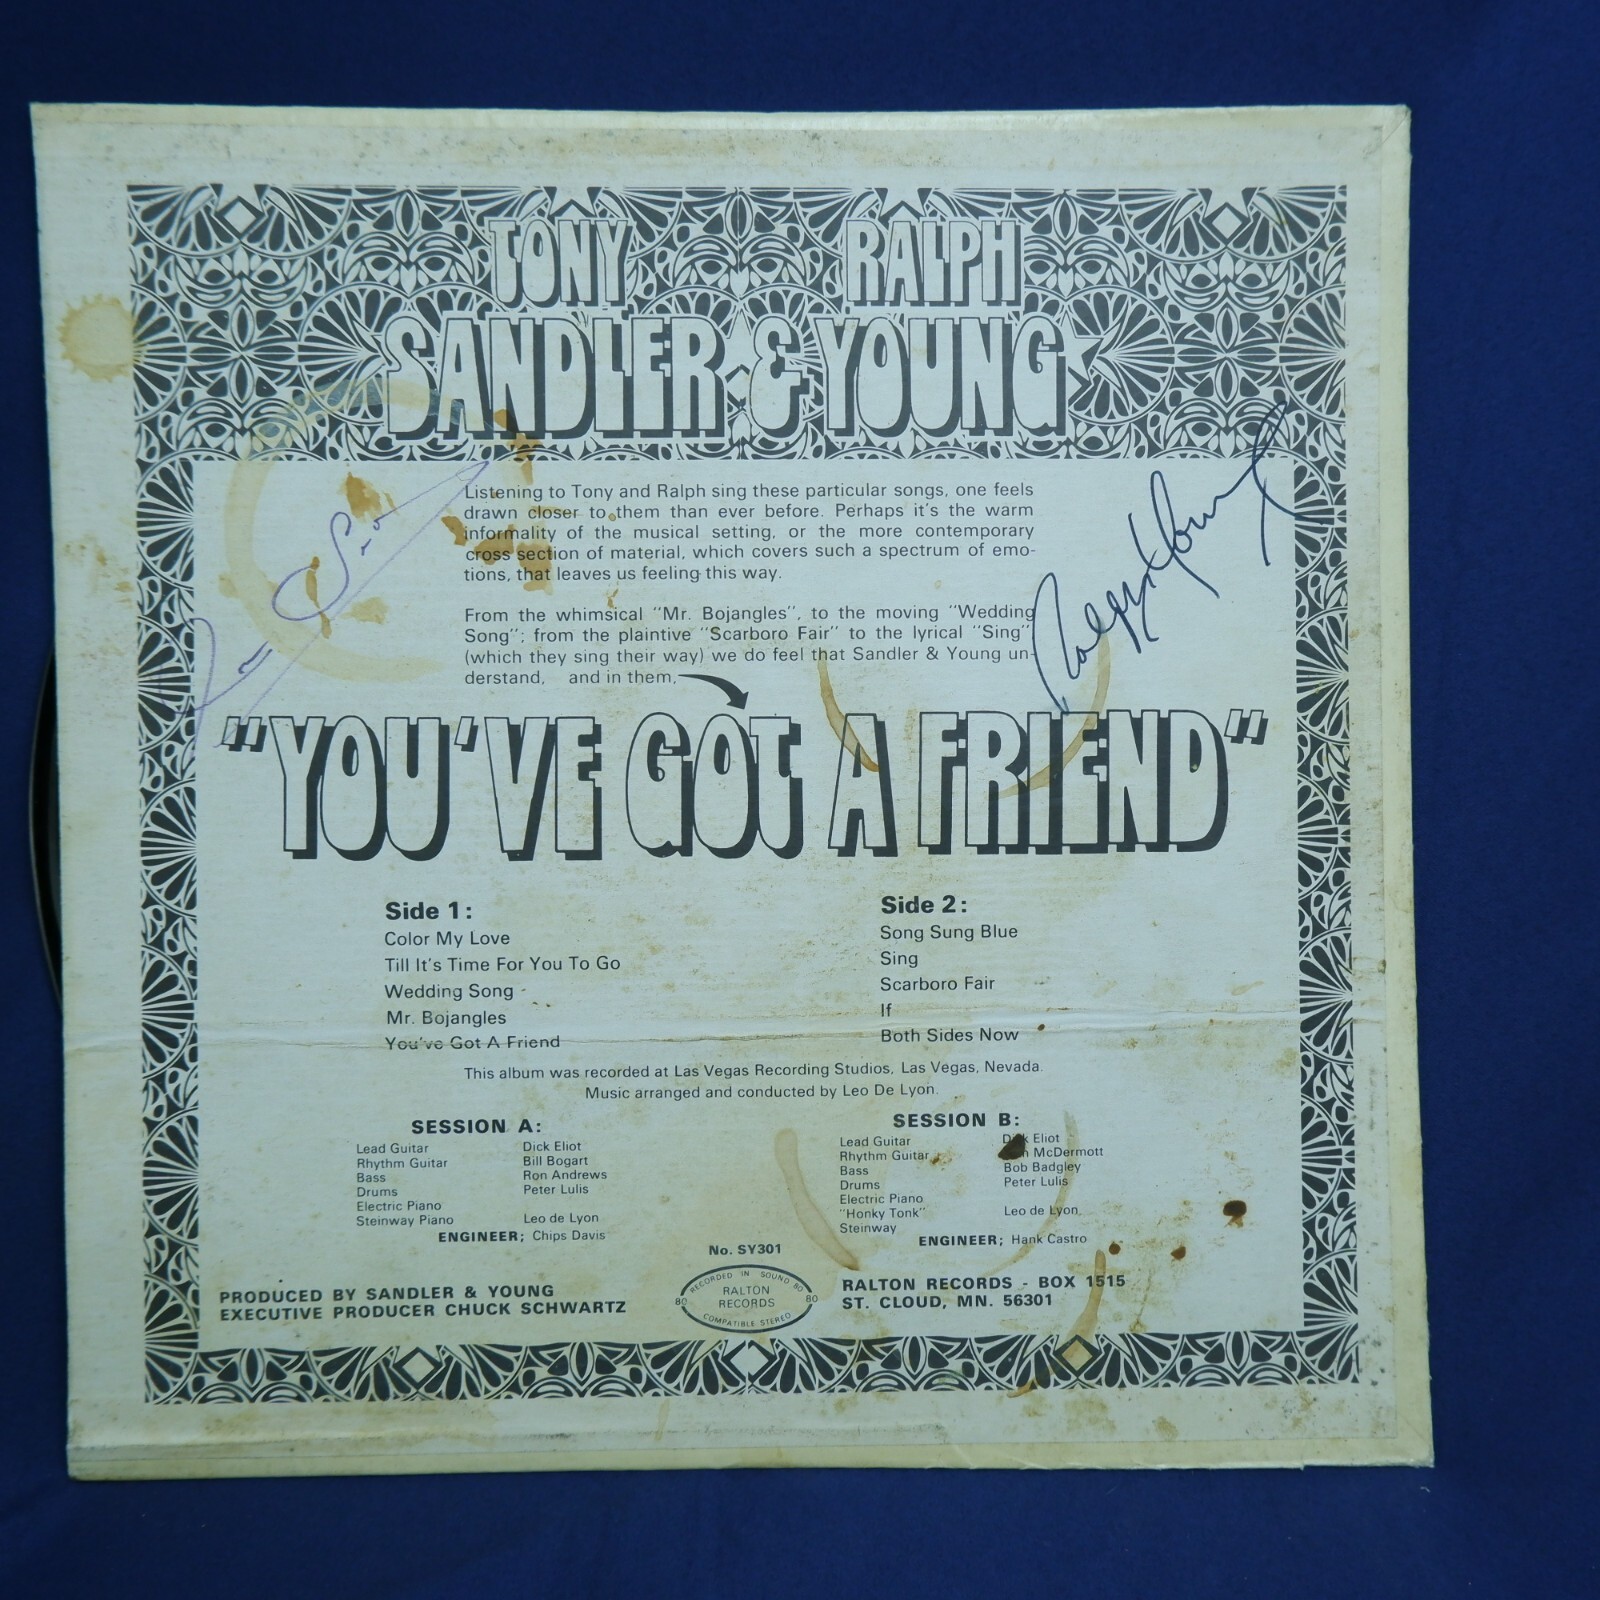 TONY RALPH
SANDLER & YOUNG
Listening to Tony and Ralph sing these particular songs, one feels
drawn closer to them than ever before. Perhaps it's the warm
informality of the musical setting, or the more contemporary
cross section of material, which covers such a spectrum of emo-
tions, that leaves us feeling this way.
From the whimsical "Mr. Bojangles", to the moving "Wedding
Song"; from the plaintive "Scarboro Fair" to the lyrical "Sing"
(which they sing their way) we do feel that Sandler & Young un-
derstand, and in them,
Ralph Young
"YOU'VE GOT A FRIEND"
Side 1:
Color My Love
Till It's Time For You To Go
Wedding Song
Mr. Bojangles
You've Got A Friend
Side 2:
Song Sung Blue
Sing
Scarboro Fair
If
Both Sides Now
This album was recorded at Las Vegas Recording Studios, Las Vegas, Nevada.
Music arranged and conducted by Leo De Lyon.
SESSION A:
Lead Guitar Dick Eliot
Rhythm Guitar Bill Bogart
Bass Ron Andrews
Drums Peter Lulis
Electric Piano
Steinway Piano Leo de Lyon
ENGINEER; Chips Davis
SESSION B:
Lead Guitar Eliot
Rhythm Guitar McDermott
Bass Bob Badgley
Drums Peter Lulis
Electric Piano
"Honky Tonk" Leo de Lyon
Steinway
ENGINEER; Hank Castro
PRODUCED BY SANDLER & YOUNG
EXECUTIVE PRODUCER CHUCK SCHWARTZ
No. SY301
RECORDED IN SOUND 80
80 RALTON 80
RECORDS
COMPATIBLE STEREO
RALTON RECORDS - BOX 1515
ST. CLOUD, MN. 56301